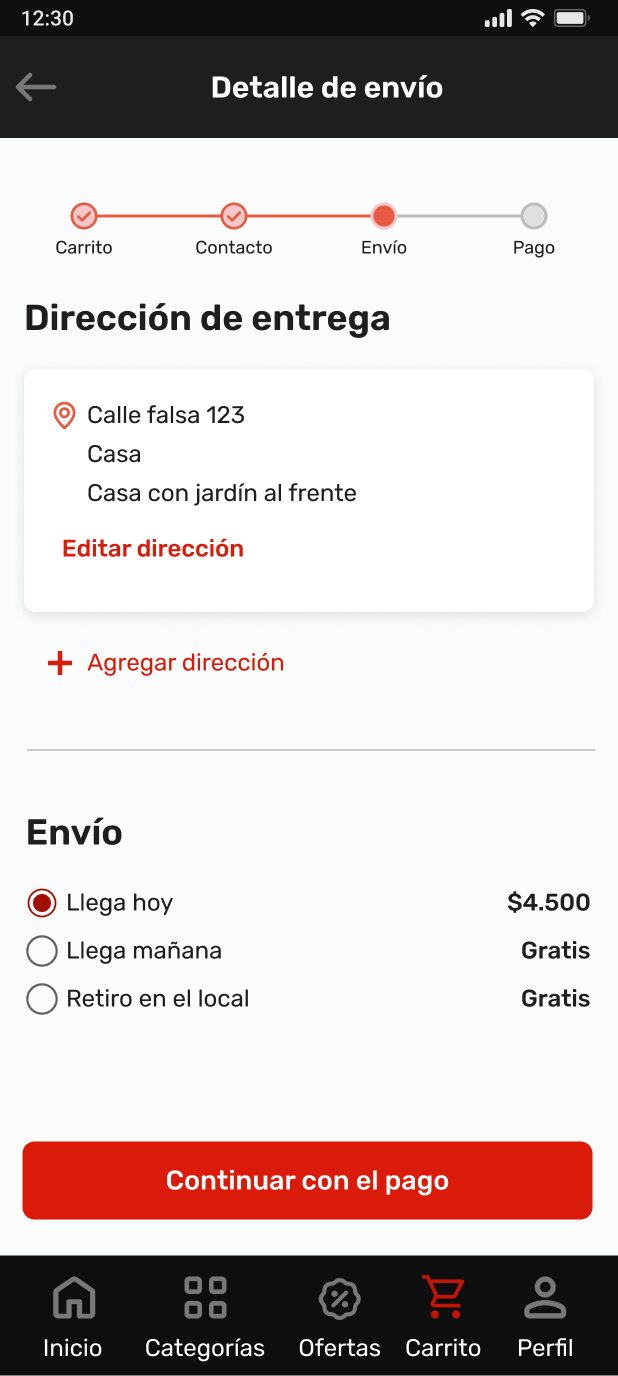 12:30
Detalle de envío
Carrito Contacto Envío Pago
Dirección de entrega
Calle falsa 123
Casa
Casa con jardín al frente
Editar dirección
Agregar dirección
Envío
Llega hoy $4.500
Llega mañana Gratis
Retiro en el local Gratis
Continuar con el pago
Inicio Categorías Ofertas Carrito Perfil